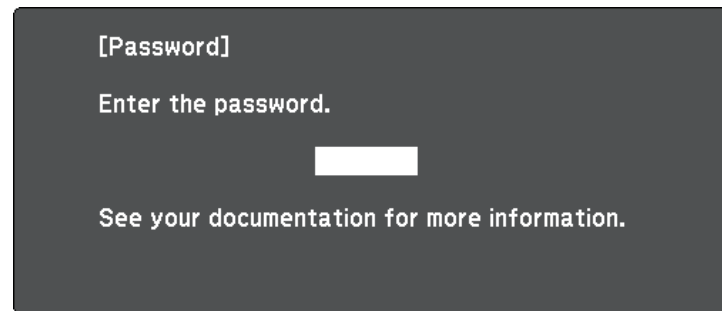 [Password]
Enter the password.
See your documentation for more information.